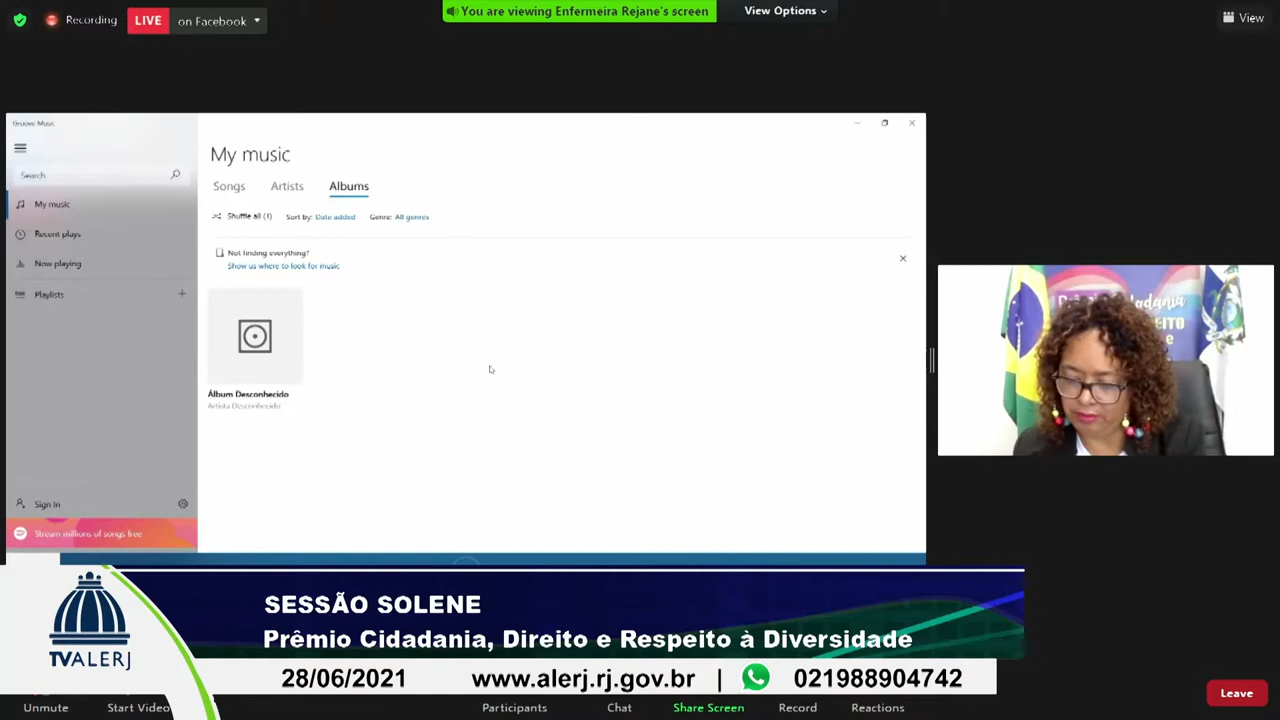 Recording
LIVE
on Facebook
You are viewing Enfermeira Rejane's screen
View Options
View
Groove Music
My music
Search
Songs
Artists
Albums
My music
Shuffle all (1)
Sort by: Date added
Genre: All genres
Recent plays
Not finding everything?
Show us where to look for music
Now playing
Playlists
Álbum Desconhecido
Artista Desconhecido
Sign In
Stream millions of songs free
SESSÃO SOLENE
Prêmio Cidadania, Direito e Respeito à Diversidade
TVALERJ
28/06/2021
www.alerj.rj.gov.br | 021988904742
Unmute
Start Video
Participants
Chat
Share Screen
Record
Reactions
Leave